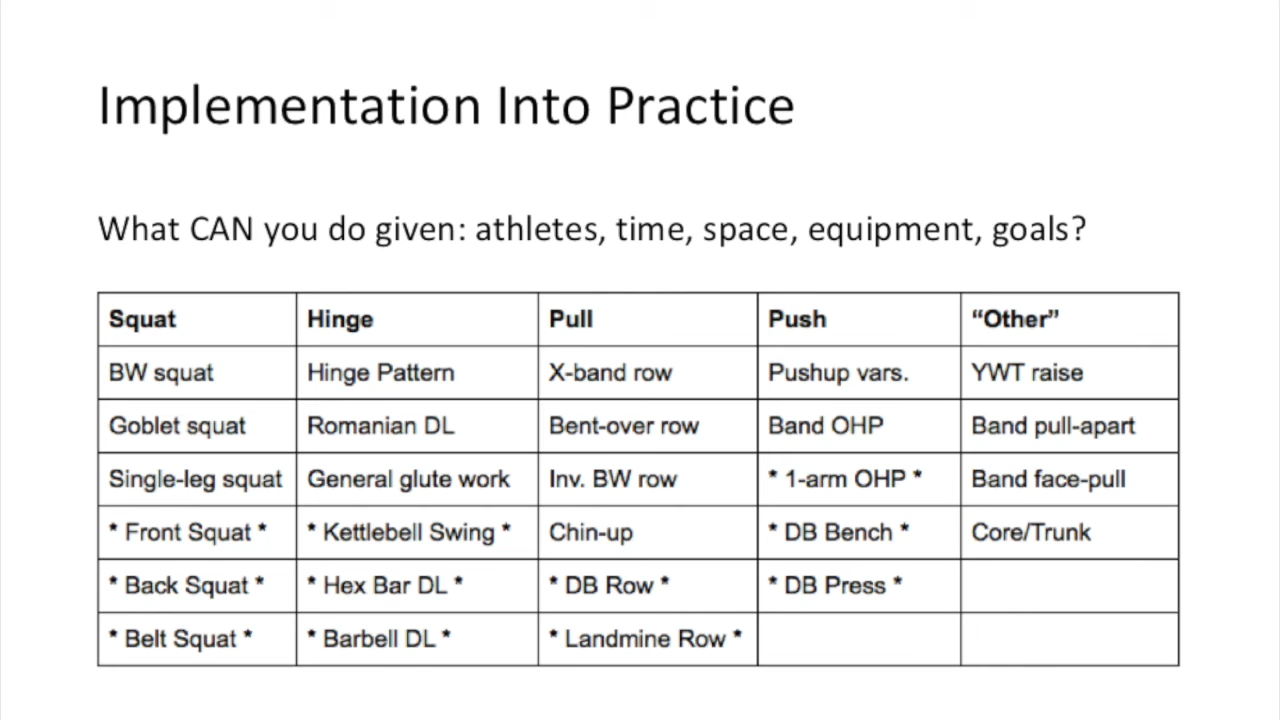 Implementation Into Practice
What CAN you do given: athletes, time, space, equipment, goals?
Squat Hinge Pull Push “Other”
BW squat Hinge Pattern X-band row Pushup vars. YWT raise
Goblet squat Romanian DL Bent-over row Band OHP Band pull-apart
Single-leg squat General glute work Inv. BW row * 1-arm OHP * Band face-pull
* Front Squat * * Kettlebell Swing * Chin-up * DB Bench * Core/Trunk
* Back Squat * * Hex Bar DL * * DB Row * * DB Press *
* Belt Squat * * Barbell DL * * Landmine Row *